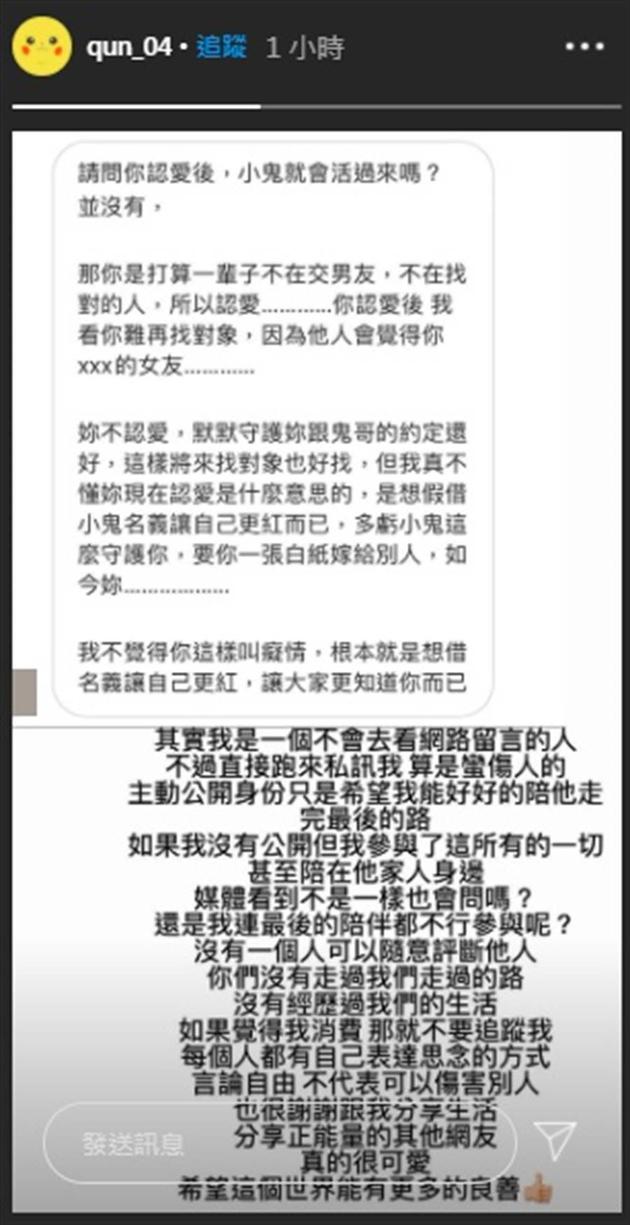 qun_04 • 追蹤 1 小時
請問你認愛後，小鬼就會活過來嗎？
並沒有，
那你是打算一輩子不在交男友，不在找
對的人，所以認愛............你認愛後 我
看你難再找對象，因為他人會覺得你
xxx的女友............
妳不認愛，默默守護妳跟鬼哥的約定還
好，這樣將來找對象也好找，但我真不
懂妳現在認愛是什麼意思的，是想假借
小鬼名義讓自己更紅而已，多虧小鬼這
麼守護你，要你一張白紙嫁給別人，如
今妳..................
我不覺得你這樣叫癡情，根本就是想借
名義讓自己更紅，讓大家更知道你而已
其實我是一個不會去看網路留言的人
不過直接跑來私訊我 算是蠻傷人的
主動公開身份只是希望我能好好的陪他走
完最後的路
如果我沒有公開但我參與了這所有的一切
甚至陪在他家人身邊
媒體看到不是一樣也會問嗎？
還是我連最後的陪伴都不行參與呢？
沒有一個人可以隨意評斷他人
你們沒有走過我們走過的路
沒有經歷過我們的生活
如果覺得我消費 那就不要追蹤我
每個人都有自己表達思念的方式
言論自由 不代表可以傷害別人
也很謝謝跟我分享生活
分享正能量的其他網友
真的很可愛
希望這個世界能有更多的良善👍🏽
發送訊息